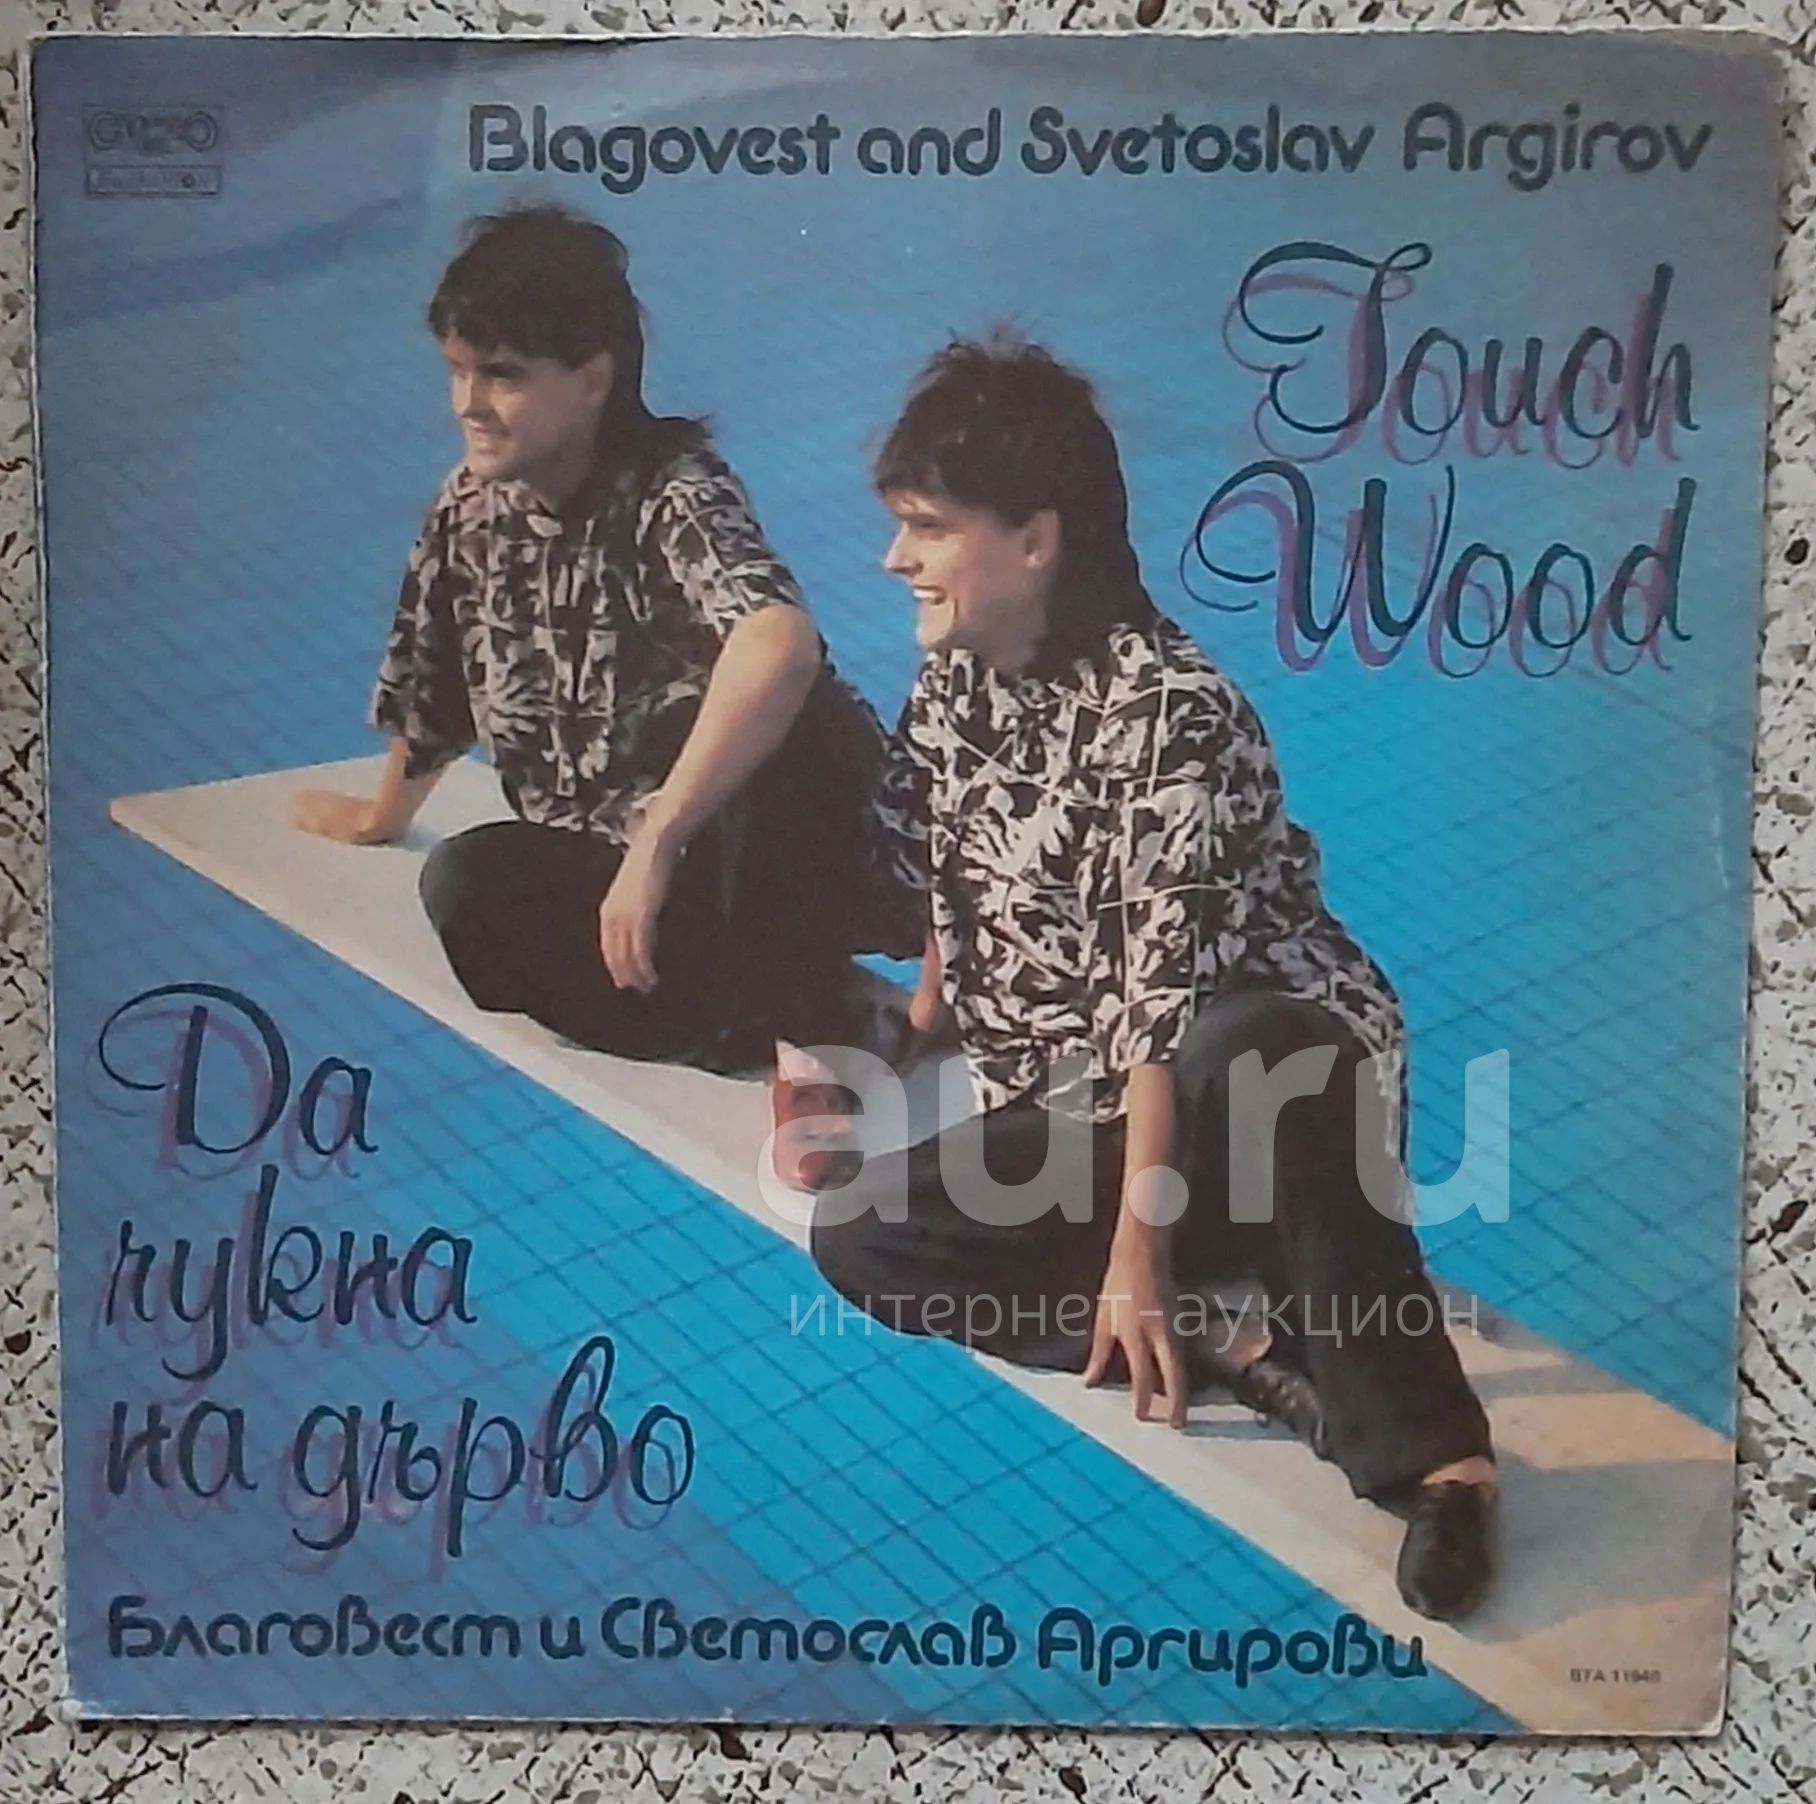 Blagovest and Svetoslav Argirov
Touch
Wood
Да
чукна
на дърво
au.ru
интернет-аукцион
Благовест и Светослав Аргирови
ВТА 11940